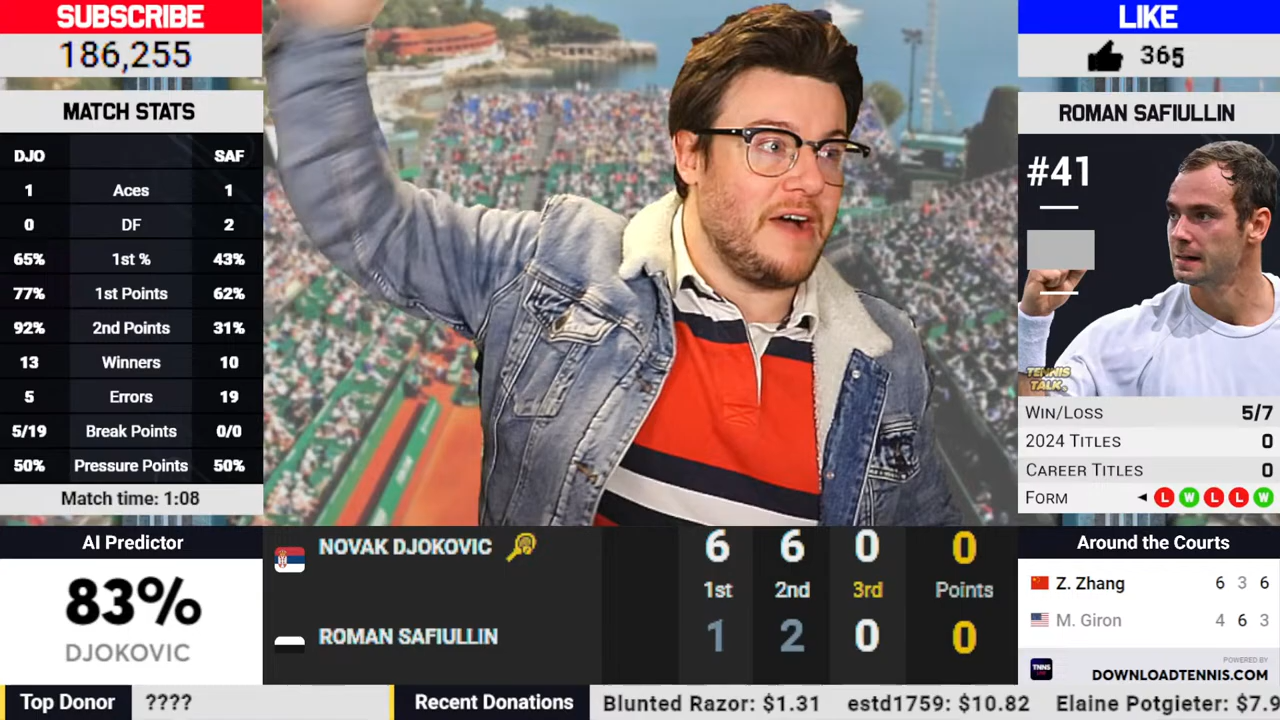 SUBSCRIBE
186,255
MATCH STATS
DJO SAF
1 Aces 1
0 DF 2
65% 1st % 43%
77% 1st Points 62%
92% 2nd Points 31%
13 Winners 10
5 Errors 19
5/19 Break Points 0/0
50% Pressure Points 50%
Match time: 1:08
AI Predictor
83%
DJOKOVIC
LIKE
365
ROMAN SAFIULLIN
#41
TENNIS
TALK
WIN/LOSS 5/7
2024 TITLES 0
CAREER TITLES 0
FORM L W L L W
NOVAK DJOKOVIC 6 6 0 0
1st 2nd 3rd Points
ROMAN SAFIULLIN 1 2 0 0
Around the Courts
Z. Zhang 6 3 6
M. Giron 4 6 3
TNNS
POWERED BY
DOWNLOADTENNIS.COM
Top Donor ????
Recent Donations Blunted Razor: $1.31 estd1759: $10.82 Elaine Potgieter: $7.9